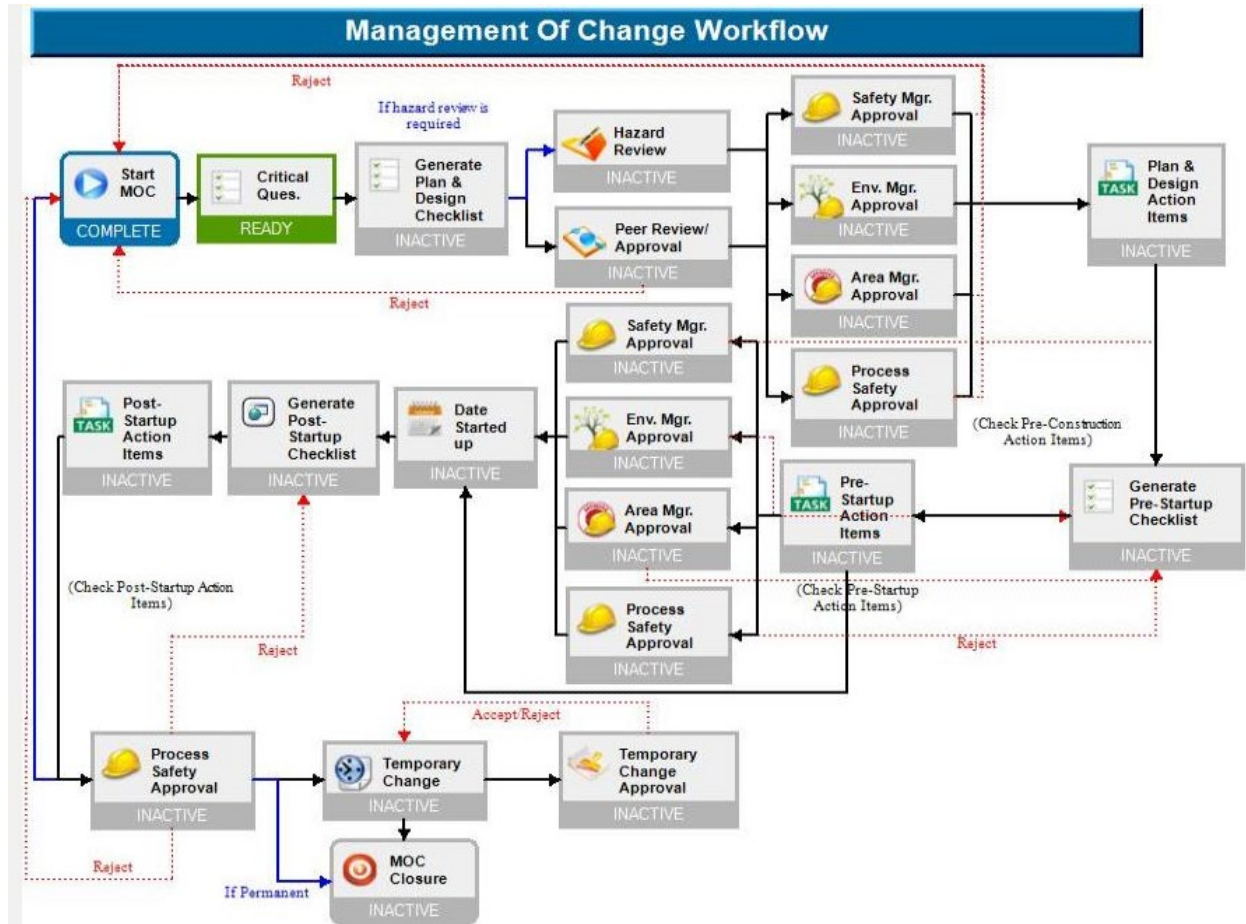 Management Of Change Workflow
Reject
If hazard review is
required
Safety Mgr.
Approval
INACTIVE
Start
MOC
COMPLETE
Critical
Ques.
READY
Generate
Plan &
Design Checklist
INACTIVE
Hazard
Review
INACTIVE
Env. Mgr.
Approval
INACTIVE
TASK
Plan &
Design
Action
Items
INACTIVE
Peer Review/
Approval
INACTIVE
Reject
Area Mgr.
Approval
INACTIVE
Process
Safety
Approval
INACTIVE
(Check Pre-Construction
Action Items)
TASK
Post-
Startup
Action
Items
INACTIVE
Generate
Post-
Startup
Checklist
INACTIVE
Date
Started
up
INACTIVE
Safety Mgr.
Approval
INACTIVE
Env. Mgr.
Approval
INACTIVE
Area Mgr.
Approval
INACTIVE
Process
Safety
Approval
INACTIVE
TASK
Pre-
Startup
Action
Items
INACTIVE
Generate
Pre-Startup
Checklist
INACTIVE
(Check Post-Startup Action
Items)
(Check Pre-Startup
Action Items)
Reject
Reject
Accept/Reject
Process
Safety
Approval
INACTIVE
Temporary
Change
INACTIVE
Temporary
Change
Approval
INACTIVE
Reject
If Permanent
MOC
Closure
INACTIVE